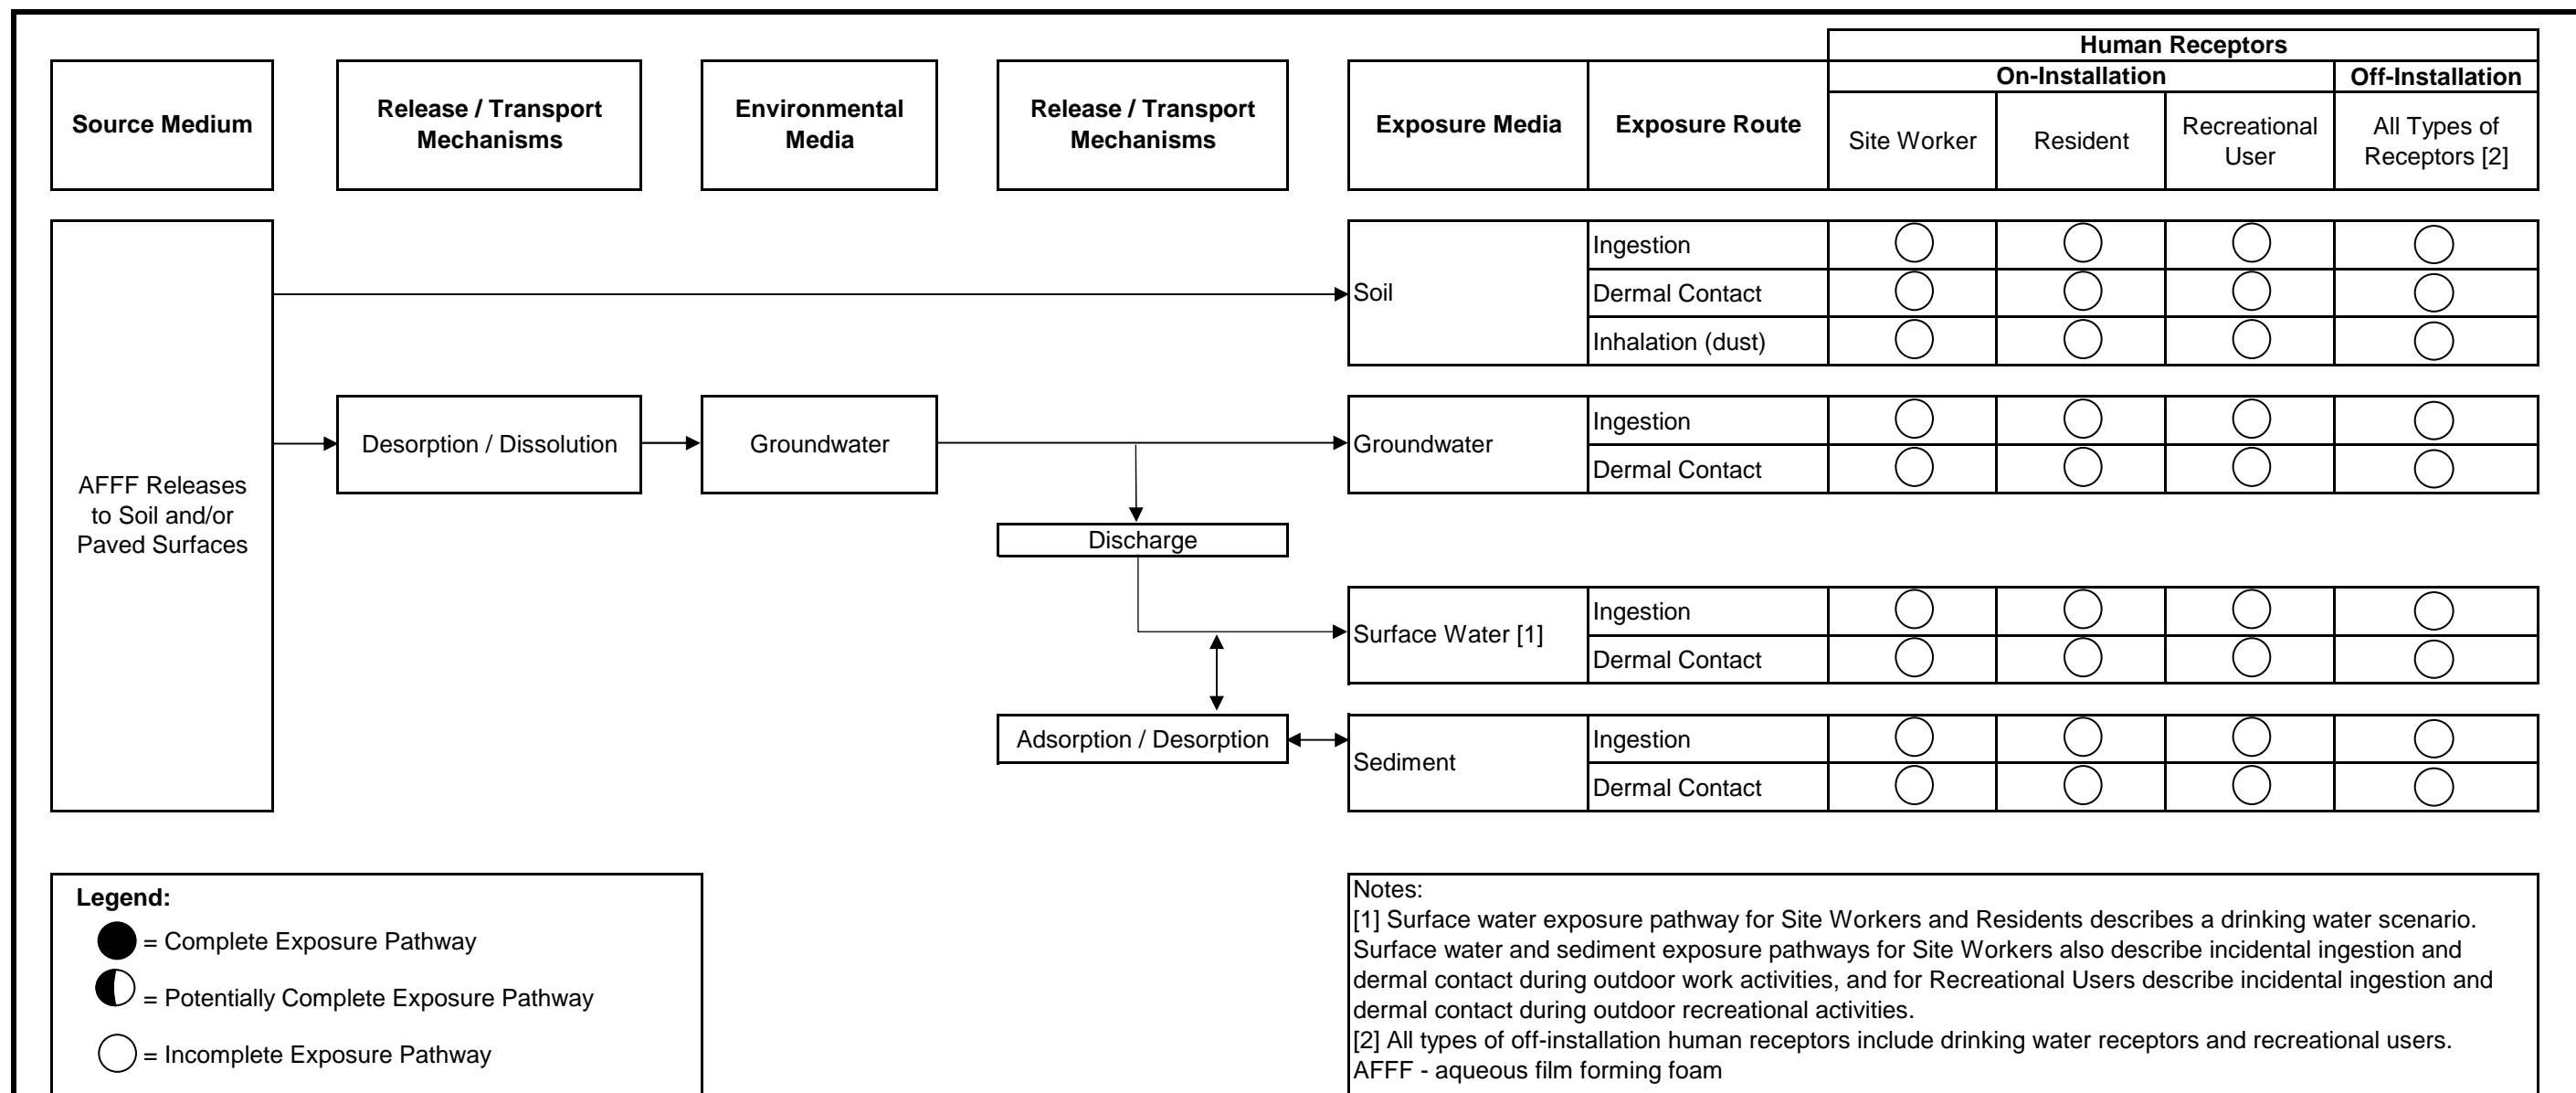 Human Receptors
On-Installation
Off-Installation
Source Medium
Release / Transport
Mechanisms
Environmental
Media
Release / Transport
Mechanisms
Exposure Media
Exposure Route
Site Worker
Resident
Recreational
User
All Types of
Receptors [2]
AFFF Releases
to Soil and/or
Paved Surfaces
Soil
Ingestion
Dermal Contact
Inhalation (dust)
Desorption / Dissolution
Groundwater
Groundwater
Ingestion
Dermal Contact
Discharge
Surface Water [1]
Ingestion
Dermal Contact
Adsorption / Desorption
Sediment
Ingestion
Dermal Contact
Legend:
= Complete Exposure Pathway
= Potentially Complete Exposure Pathway
= Incomplete Exposure Pathway
Notes:
[1] Surface water exposure pathway for Site Workers and Residents describes a drinking water scenario.
Surface water and sediment exposure pathways for Site Workers also describe incidental ingestion and
dermal contact during outdoor work activities, and for Recreational Users describe incidental ingestion and
dermal contact during outdoor recreational activities.
[2] All types of off-installation human receptors include drinking water receptors and recreational users.
AFFF - aqueous film forming foam